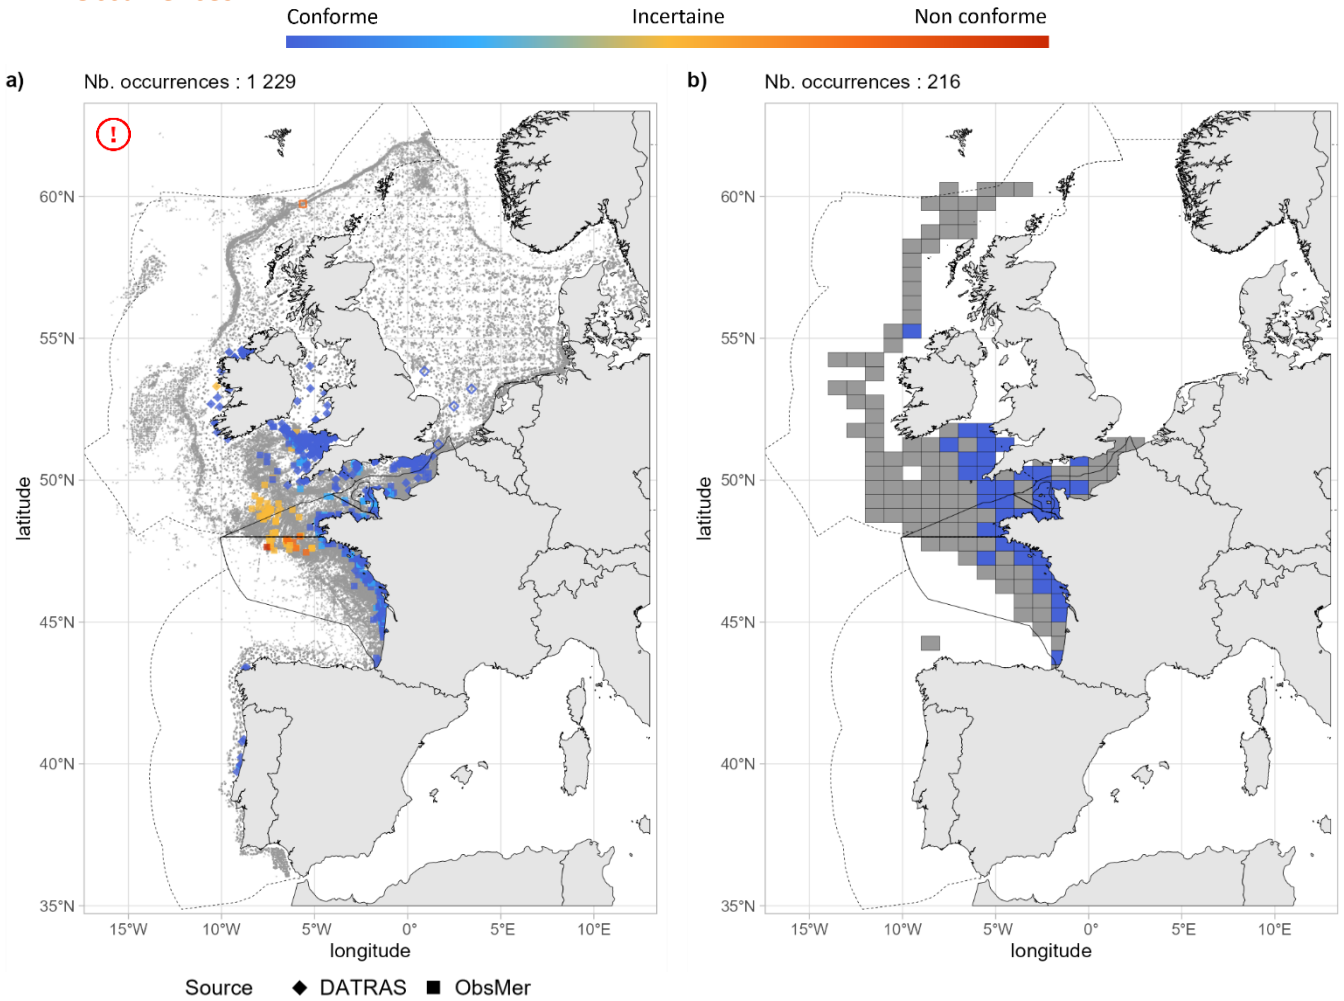 Conforme Incertaine Non conforme
a) Nb. occurrences : 1 229
b) Nb. occurrences : 216
!
60°N
55°N
50°N
45°N
40°N
35°N
latitude
15°W 10°W 5°W 0° 5°E 10°E
longitude
60°N
55°N
50°N
45°N
40°N
35°N
latitude
15°W 10°W 5°W 0° 5°E 10°E
longitude
Source DATRAS ObsMer